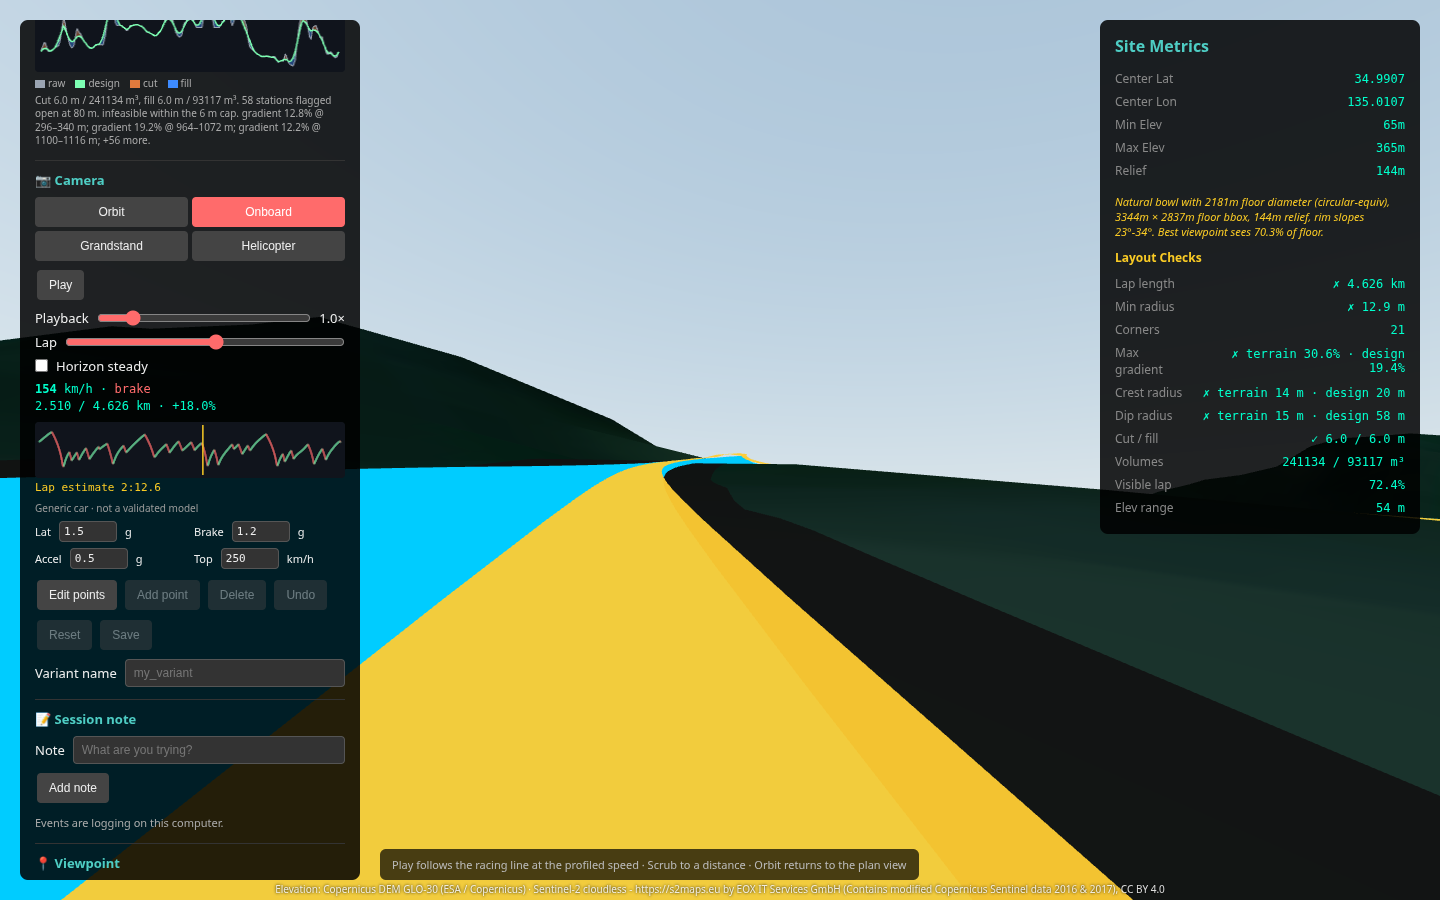 raw design cut fill
Cut 6.0 m / 241134 m³, fill 6.0 m / 93117 m³. 58 stations flagged
open at 80 m. infeasible within the 6 m cap. gradient 12.8% @
296–340 m; gradient 19.2% @ 964–1072 m; gradient 12.2% @
1100–1116 m; +56 more.
📷 Camera
Orbit Onboard
Grandstand Helicopter
Play
Playback 1.0×
Lap
Horizon steady
154 km/h · brake
2.510 / 4.626 km · +18.0%
Lap estimate 2:12.6
Generic car · not a validated model
Lat 1.5 g Brake 1.2 g
Accel 0.5 g Top 250 km/h
Edit points Add point Delete Undo
Reset Save
Variant name my_variant
📝 Session note
Note What are you trying?
Add note
Events are logging on this computer.
📍 Viewpoint
Site Metrics
Center Lat 34.9907
Center Lon 135.0107
Min Elev 65m
Max Elev 365m
Relief 144m
Natural bowl with 2181m floor diameter (circular-equiv),
3344m × 2837m floor bbox, 144m relief, rim slopes
23°-34°. Best viewpoint sees 70.3% of floor.
Layout Checks
Lap length ✗ 4.626 km
Min radius ✗ 12.9 m
Corners 21
Max gradient ✗ terrain 30.6% · design 19.4%
Crest radius ✗ terrain 14 m · design 20 m
Dip radius ✗ terrain 15 m · design 58 m
Cut / fill ✓ 6.0 / 6.0 m
Volumes 241134 / 93117 m³
Visible lap 72.4%
Elev range 54 m
Play follows the racing line at the profiled speed · Scrub to a distance · Orbit returns to the plan view
Elevation: Copernicus DEM GLO-30 (ESA / Copernicus) · Sentinel-2 cloudless - https://s2maps.eu by EOX IT Services GmbH (Contains modified Copernicus Sentinel data 2016 & 2017), CC BY 4.0